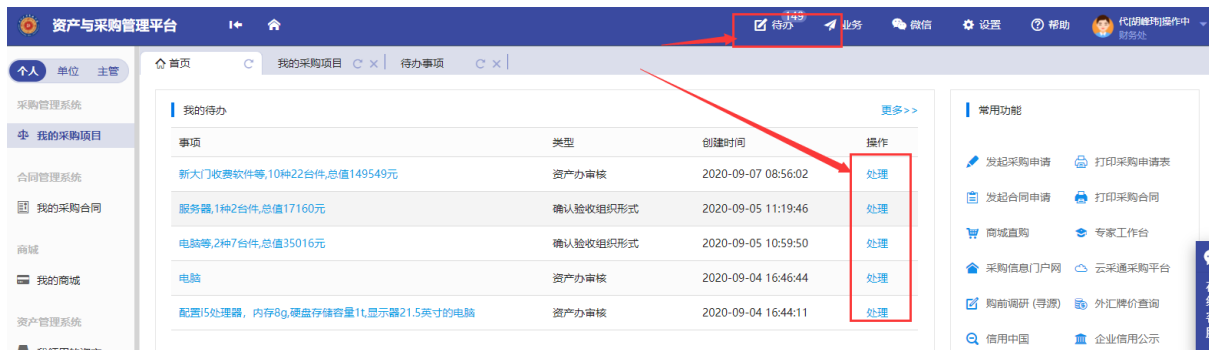 资产与采购管理平台
149
待办
业务
微信
设置
帮助
代[胡峰玮]操作中
财务处
个人 单位 主管
首页
我的采购项目
待办事项
采购管理系统
我的采购项目
合同管理系统
我的采购合同
商城
我的商城
资产管理系统
我的待办
更多>>
事项 类型 创建时间 操作
新大门收费软件等,10种22台件,总值149549元 资产办审核 2020-09-07 08:56:02 处理
服务器,1种2台件,总值17160元 确认验收组织形式 2020-09-05 11:19:46 处理
电脑等,2种7台件,总值35016元 确认验收组织形式 2020-09-05 10:59:50 处理
电脑 资产办审核 2020-09-04 16:46:44 处理
配置I5处理器，内存8g,硬盘存储容量1t,显示器21.5英寸的电脑 资产办审核 2020-09-04 16:44:11 处理
常用功能
发起采购申请 打印采购申请表
发起合同申请 打印采购合同
商城直购 专家工作台
采购信息门户网 云采通采购平台
购前调研 (寻源) 外汇牌价查询
信用中国 企业信用公示